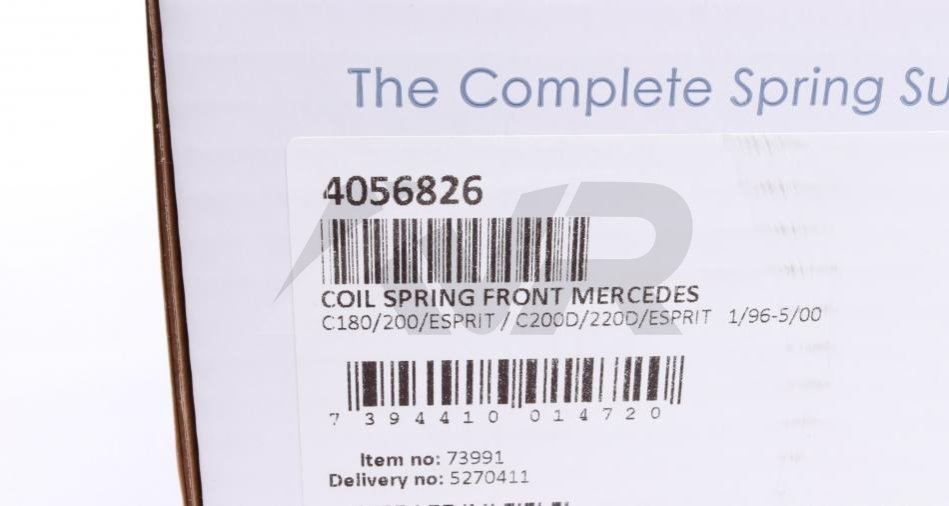 The Complete Spring
4056826
COIL SPRING FRONT MERCEDES
C180/200/ESPRIT / C200D/220D/ESPRIT 1/96-5/00
7 394410 014720
Item no: 73991
Delivery no: 5270411